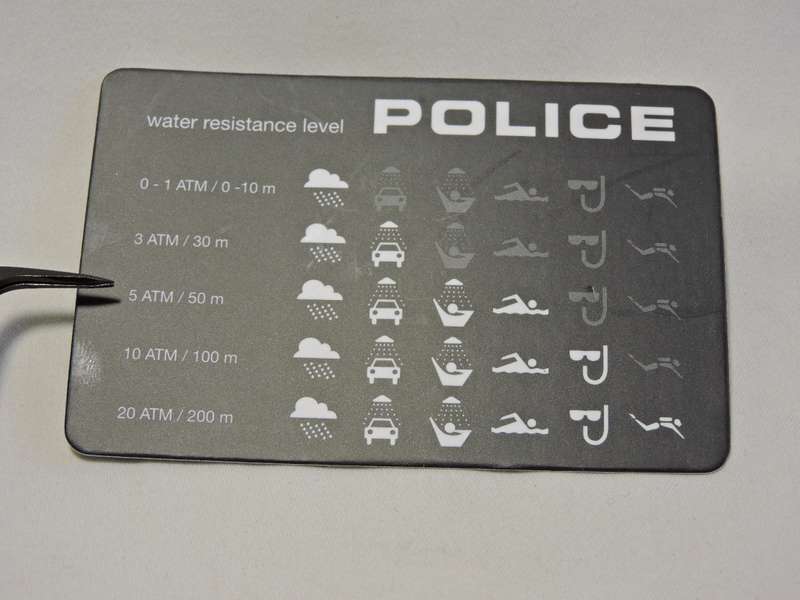 water resistance level POLICE
0 - 1 ATM / 0 -10 m
3 ATM / 30 m
5 ATM / 50 m
10 ATM / 100 m
20 ATM / 200 m